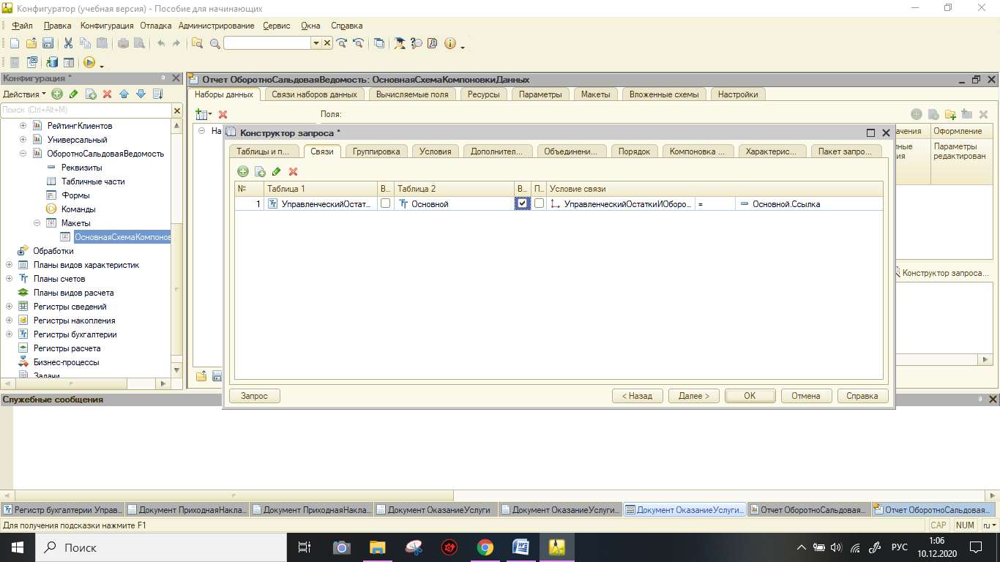 Конфигуратор (учебная версия) - Пособие для начинающих
Файл Правка Конфигурация Отладка Администрирование Сервис Окна Справка
Конфигурация *
Действия
Поиск (Ctrl+Alt+M)
РейтингКлиентов
Универсальный
ОборотноСальдоваяВедомость
Реквизиты
Табличные части
Формы
Команды
Макеты
ОсновнаяСхемаКомпонов
Обработки
Планы видов характеристик
Планы счетов
Планы видов расчета
Регистры сведений
Регистры накопления
Регистры бухгалтерии
Регистры расчета
Бизнес-процессы
Задачи
Отчет ОборотноСальдоваяВедомость: ОсновнаяСхемаКомпоновкиДанных
Наборы данных Связи наборов данных Вычисляемые поля Ресурсы Параметры Макеты Вложенные схемы Настройки
Поля:
На
ачения Оформление
Параметры
редактирован
Конструктор запроса...
Конструктор запроса *
Таблицы и п... Связи Группировка Условия Дополнител... Объединени... Порядок Компоновка ... Характерис... Пакет запро...
№ Таблица 1 В... Таблица 2 В... П... Условие связи
1 УправленческийОстат... Основной УправленческийОстаткиИОборо... = Основной.Ссылка
Запрос < Назад Далее > ОК Отмена Справка
Служебные сообщения
Регистр бухгалтерии Управ... Документ ПриходнаяНакла... Документ ПриходнаяНакла... Документ ОказаниеУслуги Документ ОказаниеУслуги... Документ ОказаниеУслуги... Отчет ОборотноСальдовая... Отчет ОборотноСальдовая...
Для получения подсказки нажмите F1
CAP NUM ru
Поиск
РУС
1:06
10.12.2020